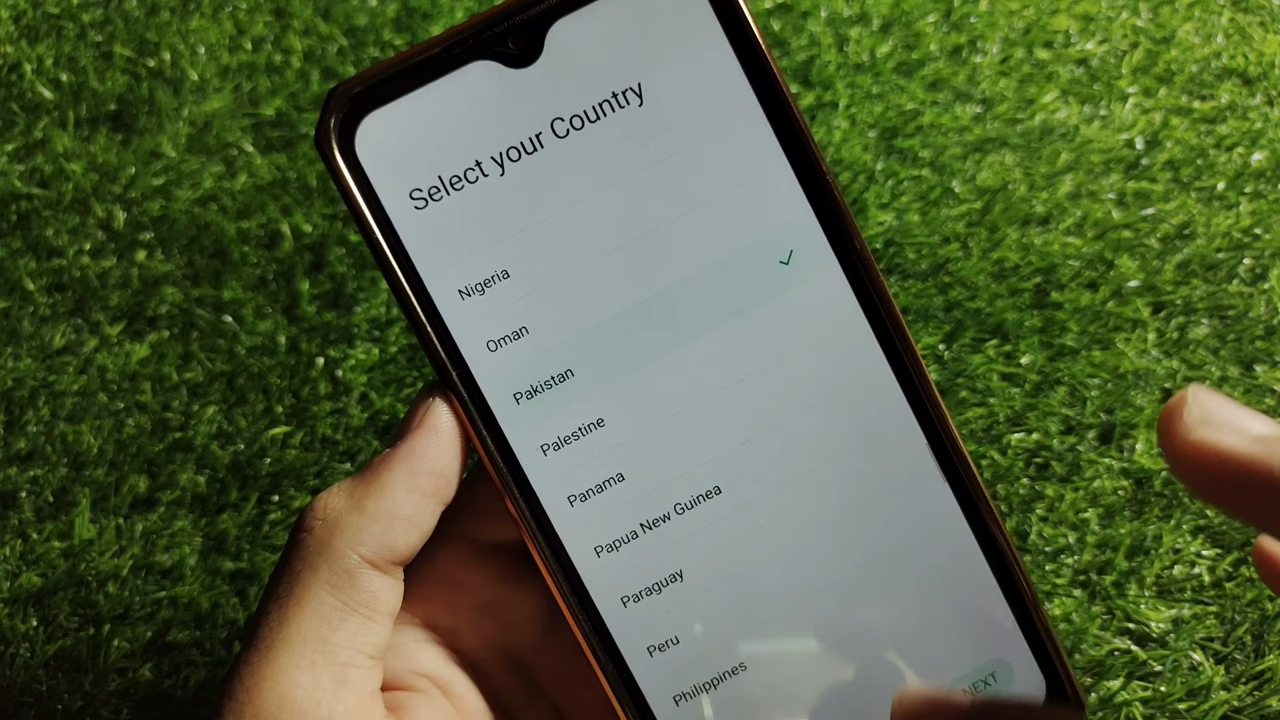 Select your Country
Nigeria
Oman
Pakistan
Palestine
Panama
Papua New Guinea
Paraguay
Peru
Philippines
NEXT